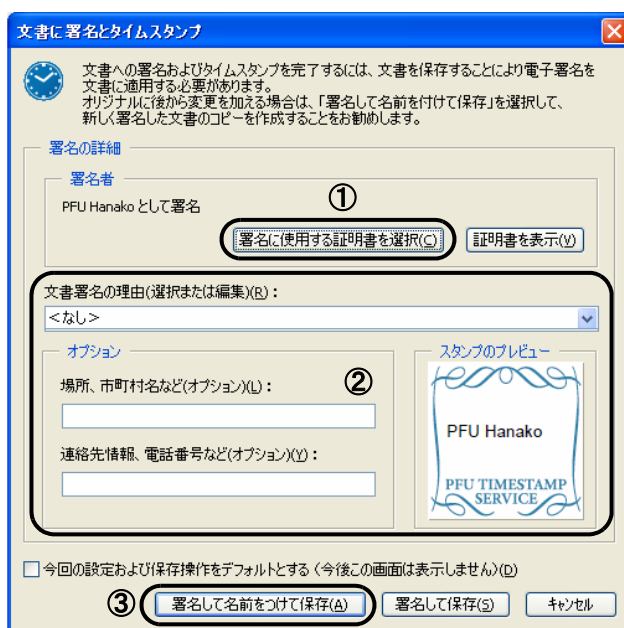 文書に署名とタイムスタンプ
文書への署名およびタイムスタンプを完了するには、文書を保存することにより電子署名を
文書に適用する必要があります。
オリジナルに後から変更を加える場合は、「署名して名前を付けて保存」を選択して、
新しく署名した文書のコピーを作成することをお勧めします。
署名の詳細
署名者
①
PFU Hanako として署名
署名に使用する証明書を選択(C)
証明書を表示(V)
文書署名の理由(選択または編集)(R)：
<なし>
オプション
スタンプのプレビュー
場所、市町村名など(オプション)(L)：
②
PFU Hanako
連絡先情報、電話番号など(オプション)(Y)：
PFU TIMESTAMP
SERVICE
今回の設定および保存操作をデフォルトとする (今後この画面は表示しません)(D)
③
署名して名前をつけて保存(A)
署名して保存(S)
キャンセル